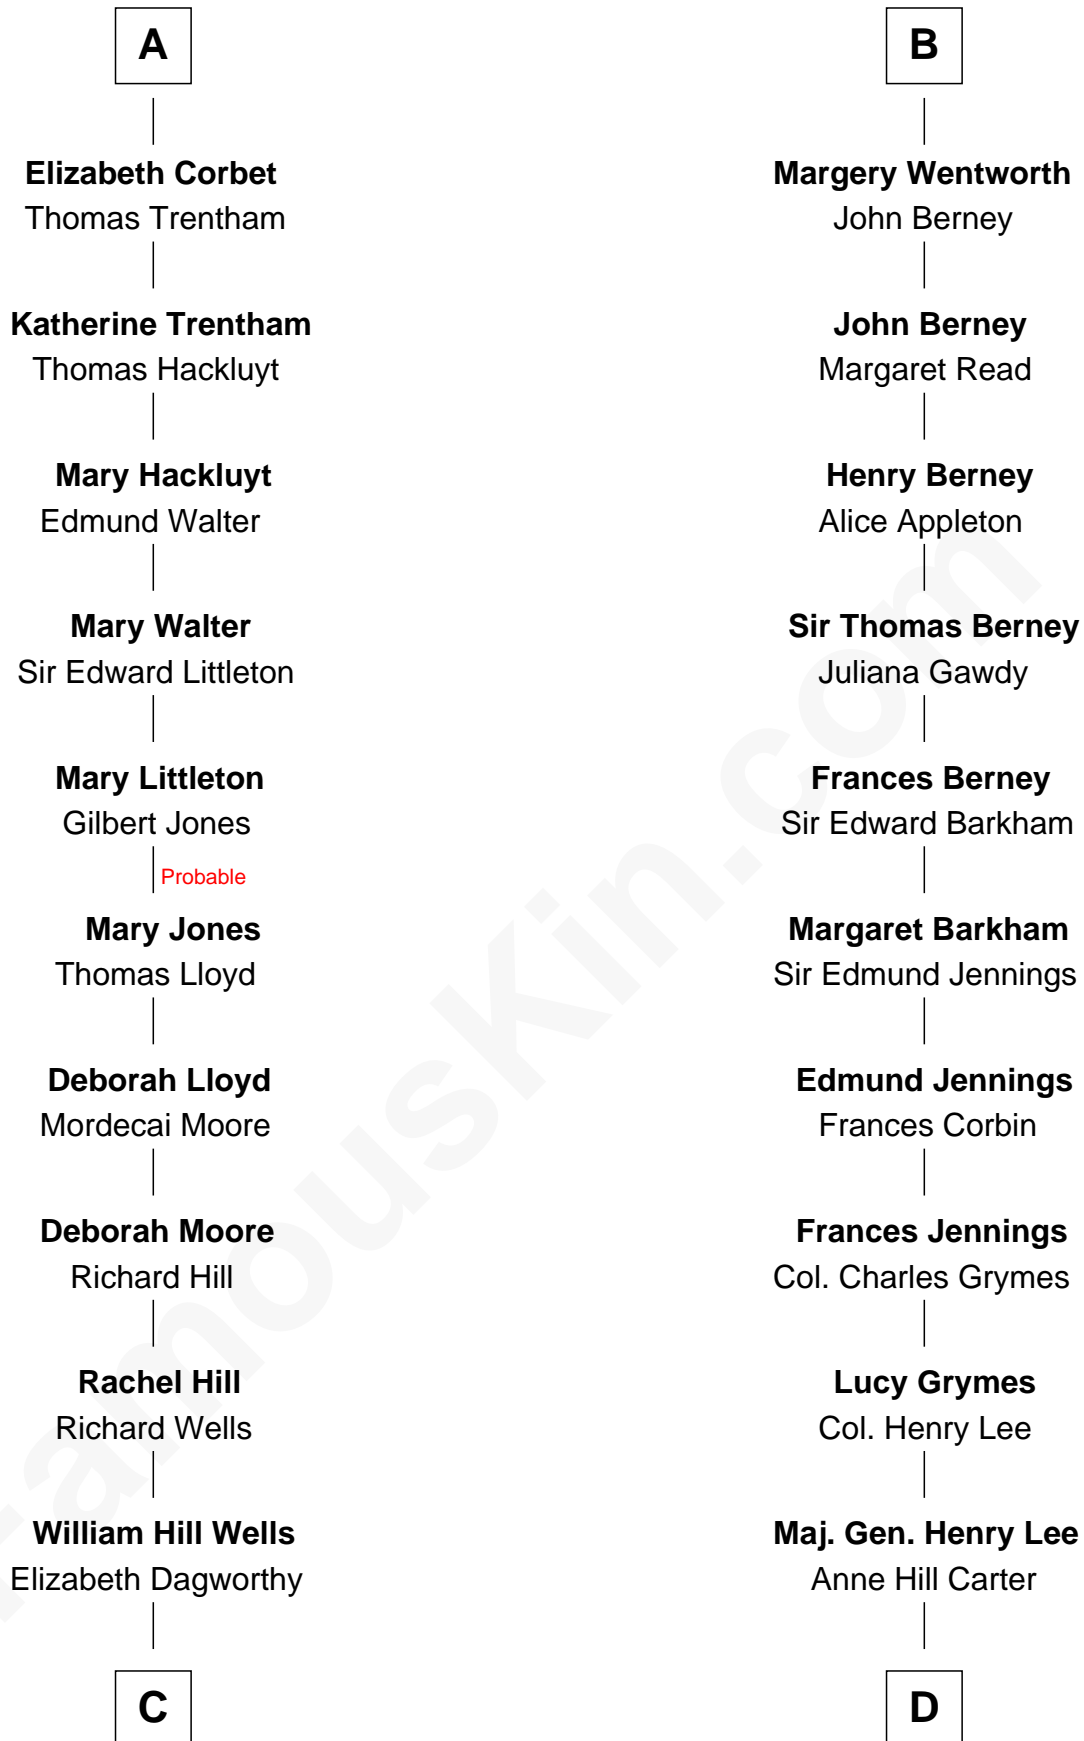 A
Elizabeth Corbet
Thomas Trentham
Katherine Trentham
Thomas Hackluyt
Mary Hackluyt
Edmund Walter
Mary Walter
Sir Edward Littleton
Mary Littleton
Gilbert Jones
Probable
Mary Jones
Thomas Lloyd
Deborah Lloyd
Mordecai Moore
Deborah Moore
Richard Hill
Rachel Hill
Richard Wells
William Hill Wells
Elizabeth Dagworthy
C
B
Margery Wentworth
John Berney
John Berney
Margaret Read
Henry Berney
Alice Appleton
Sir Thomas Berney
Juliana Gawdy
Frances Berney
Sir Edward Barkham
Margaret Barkham
Sir Edmund Jennings
Edmund Jennings
Frances Corbin
Frances Jennings
Col. Charles Grymes
Lucy Grymes
Col. Henry Lee
Maj. Gen. Henry Lee
Anne Hill Carter
D
FamousKin.com